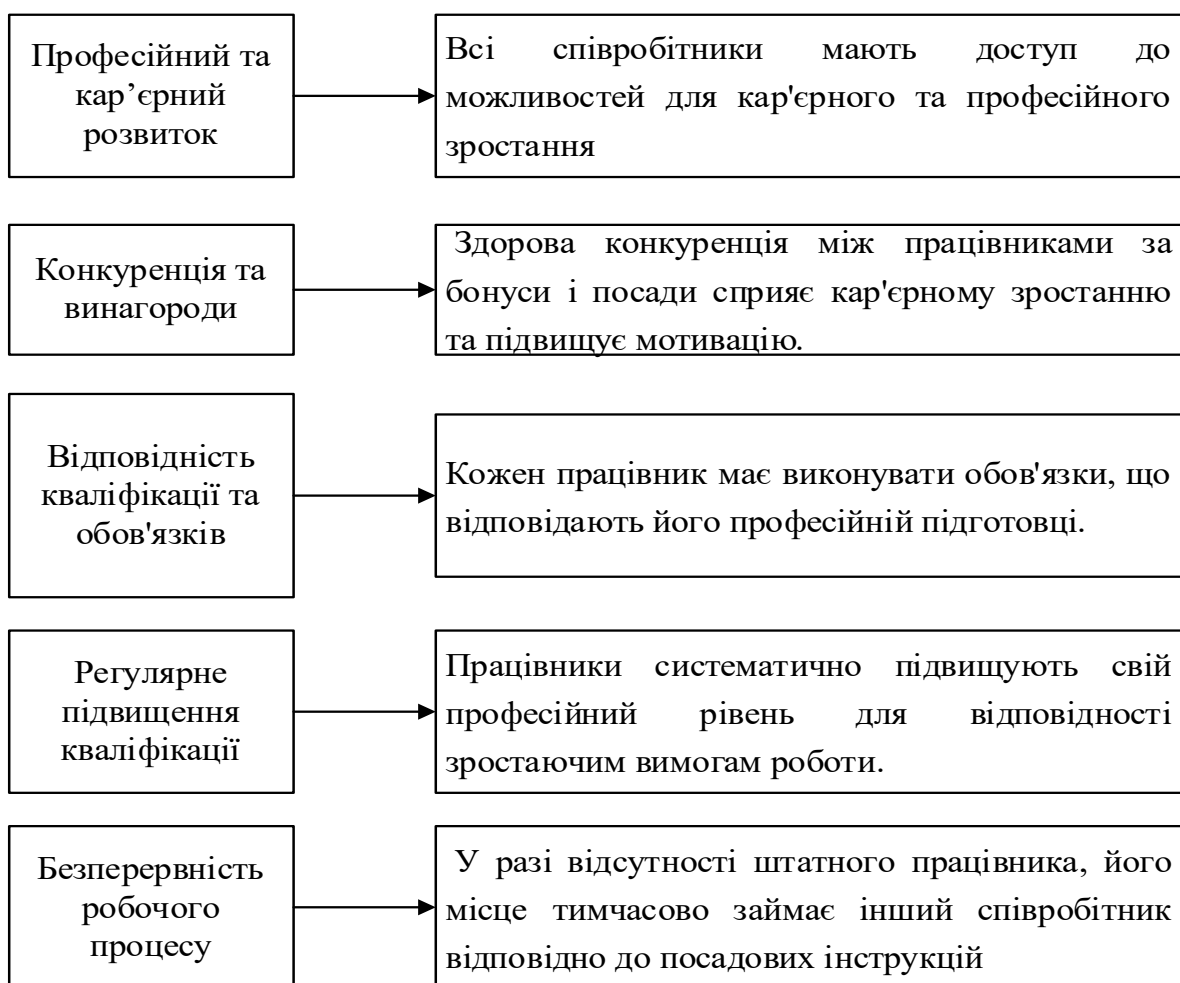 Професійний та
кар’єрний
розвиток
Всі співробітники мають доступ до
можливостей для кар'єрного та професійного
зростання
Конкуренція та
винагороди
Здорова конкуренція між працівниками за
бонуси і посади сприяє кар'єрному зростанню
та підвищує мотивацію.
Відповідність
кваліфікації та
обов'язків
Кожен працівник має виконувати обов'язки, що
відповідають його професійній підготовці.
Регулярне
підвищення
кваліфікації
Працівники систематично підвищують свій
професійний рівень для відповідності
зростаючим вимогам роботи.
Безперервність
робочого
процесу
У разі відсутності штатного працівника, його
місце тимчасово займає інший співробітник
відповідно до посадових інструкцій